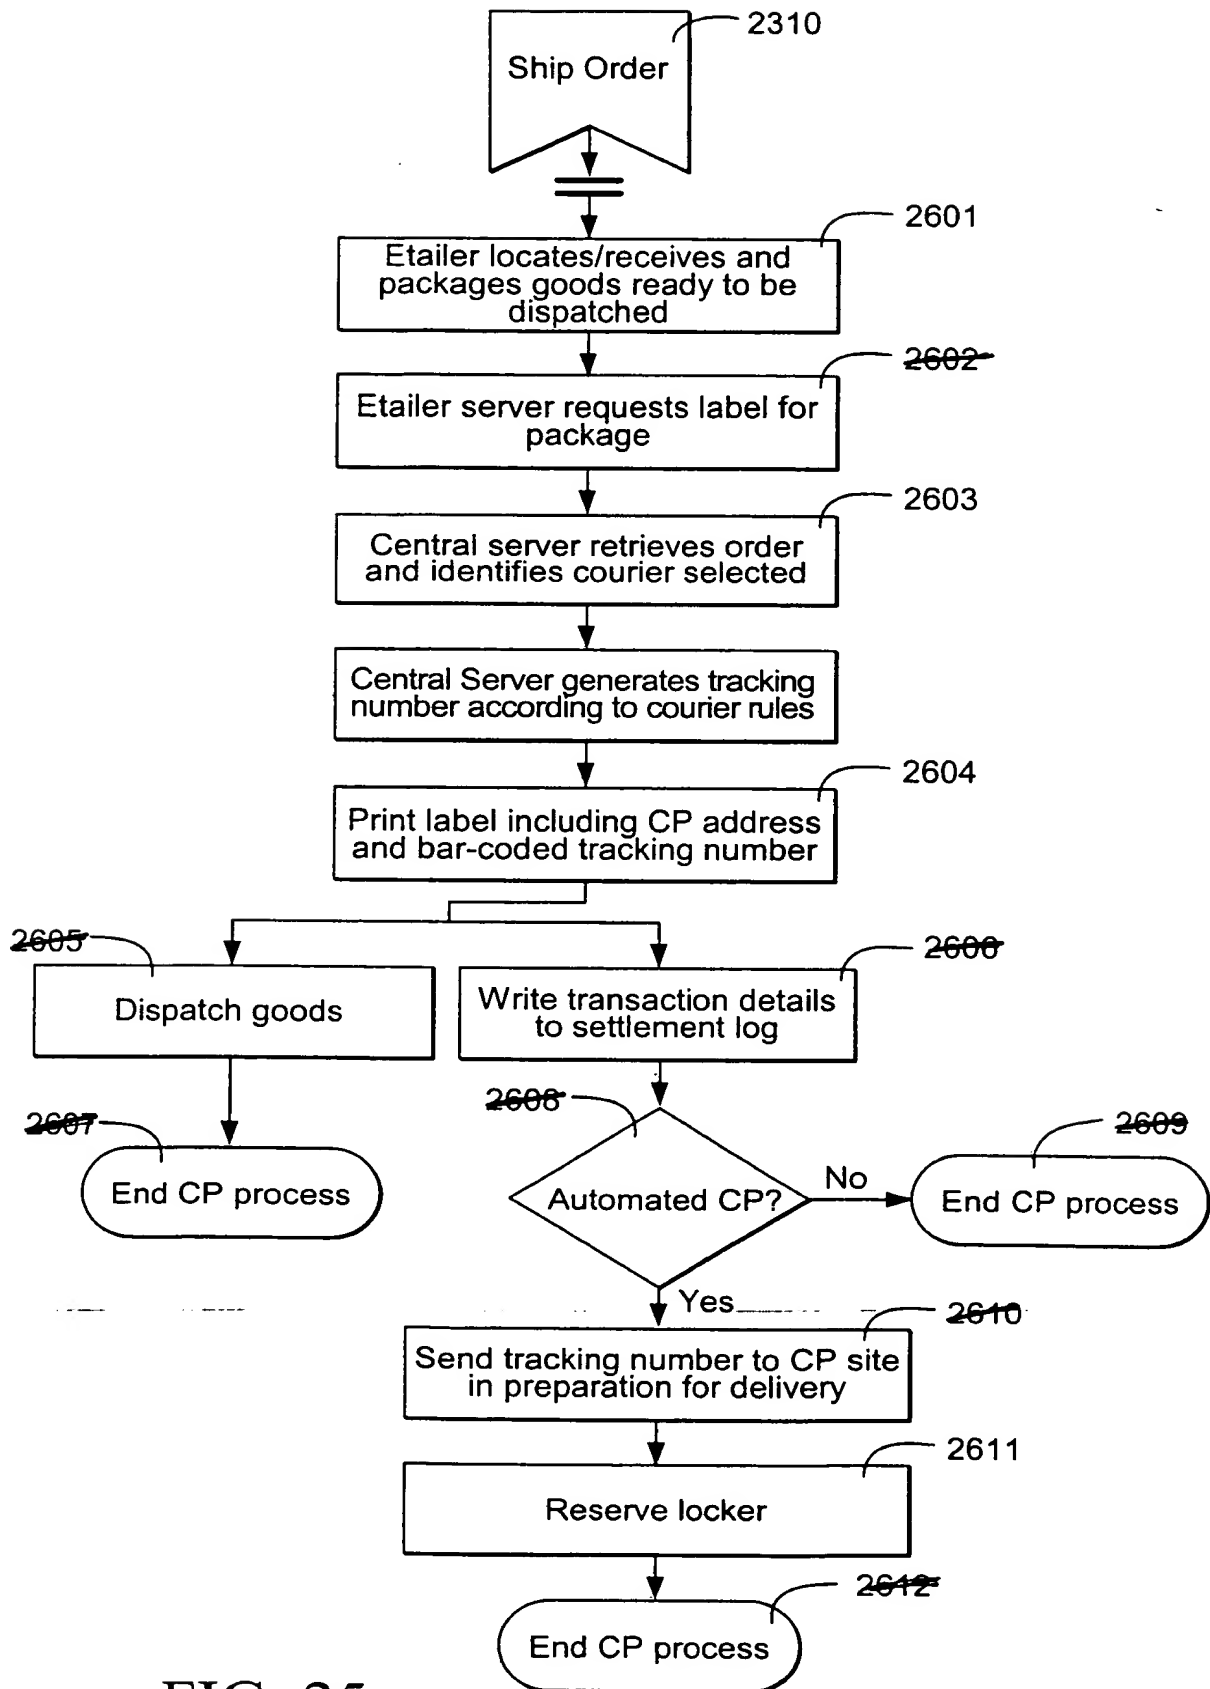 2310
Ship Order
2601
Etailer locates/receives and
packages goods ready to be
dispatched
2602
Etailer server requests label for
package
2603
Central server retrieves order
and identifies courier selected
Central Server generates tracking
number according to courier rules
2604
Print label including CP address
and bar-coded tracking number
2605
Dispatch goods
2606
Write transaction details
to settlement log
2607
End CP process
2608
Automated CP?
No
2609
End CP process
Yes
2610
Send tracking number to CP site
in preparation for delivery
2611
Reserve locker
2612
End CP process
FIG. 25